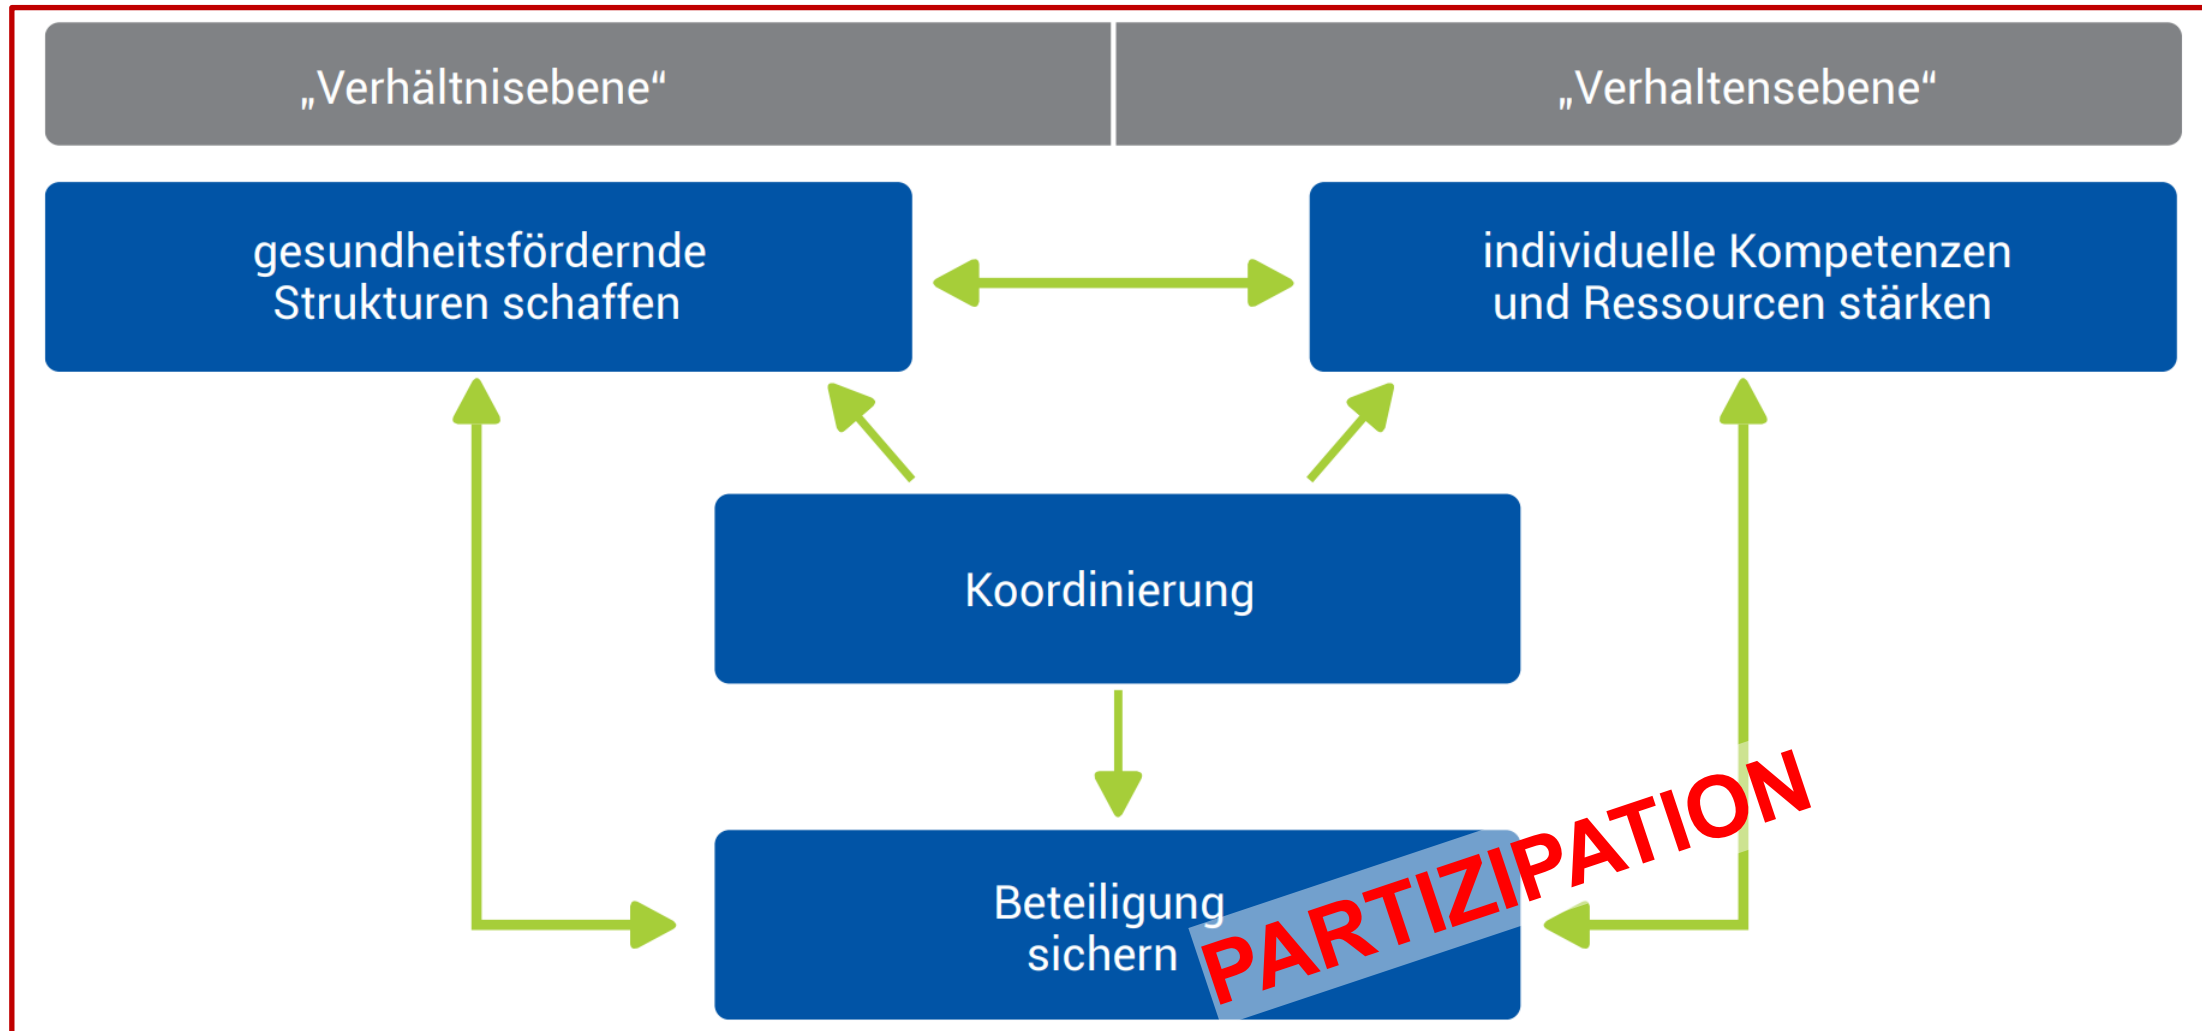 „Verhältnisebene“
„Verhaltensebene“
gesundheitsfördernde
Strukturen schaffen
individuelle Kompetenzen
und Ressourcen stärken
Koordinierung
Beteiligung
sichern
PARTIZIPATION